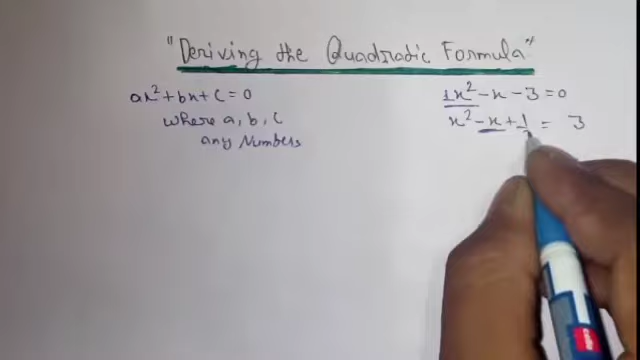 "Deriving the Quadratic Formula"
ax² + bx + c = 0
where a, b, c
any Numbers
1x² - x - 3 = 0
x² - x + 1 = 3